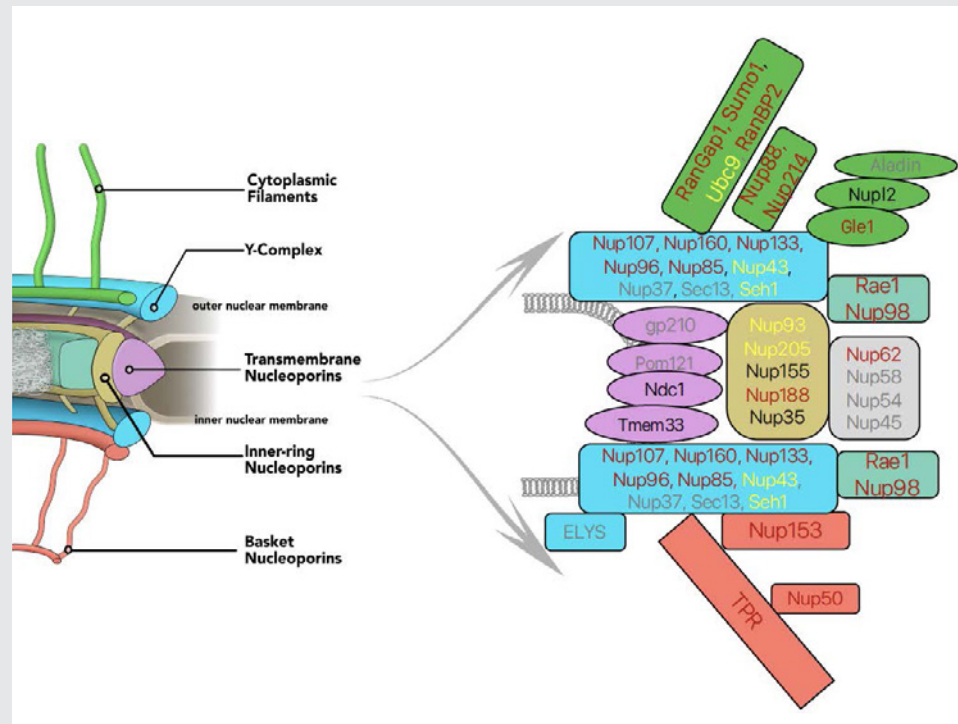 Cytoplasmic
Filaments
Y-Complex
outer nuclear membrane
Transmembrane
Nucleoporins
inner nuclear membrane
Inner-ring
Nucleoporins
Basket
Nucleoporins
RanGap1, Sumo1,
Ubc9, RanBP2
Nup88,
Nup214
Aladin
Nupl2
Gle1
Nup107, Nup160, Nup133,
Nup96, Nup85, Nup43,
Nup37, Sec13, Seh1
Rae1
Nup98
gp210
Pom121
Ndc1
Tmem33
Nup93
Nup205
Nup155
Nup188
Nup35
Nup62
Nup58
Nup54
Nup45
Nup107, Nup160, Nup133,
Nup96, Nup85, Nup43,
Nup37, Sec13, Seh1
Rae1
Nup98
ELYS
Nup153
TPR
Nup50